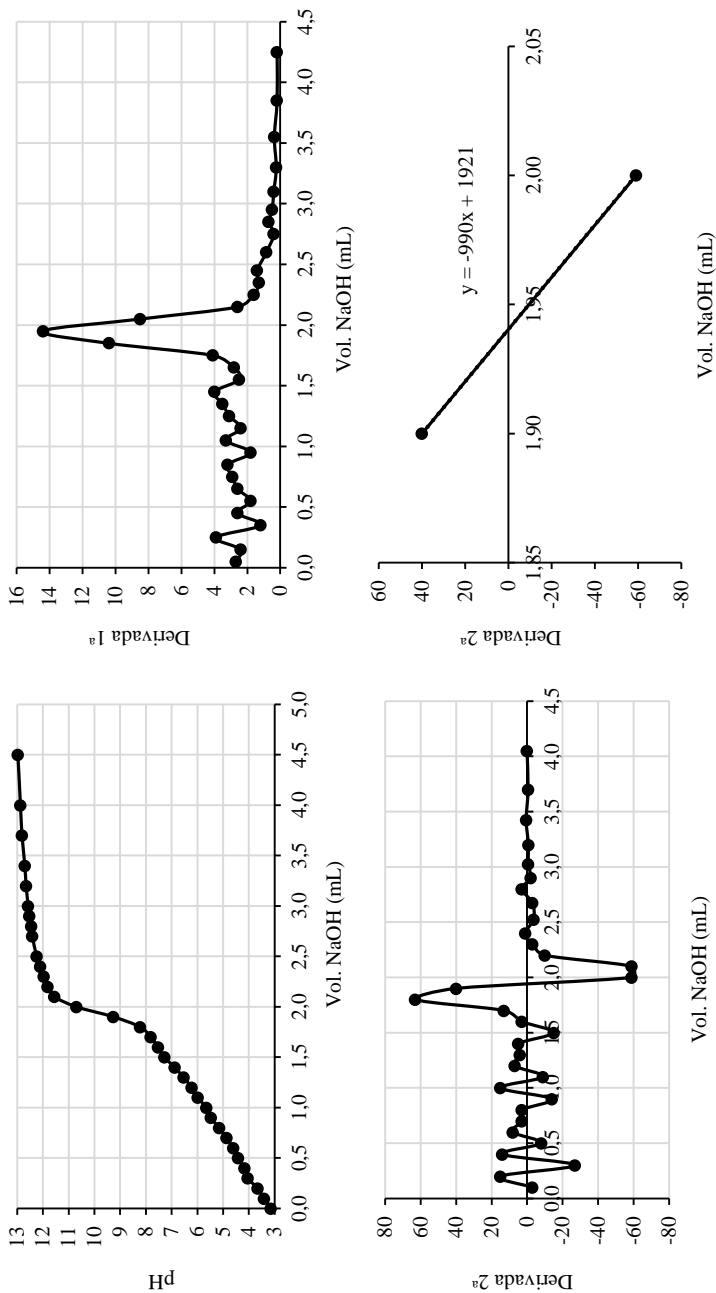 13
12
11
10
9
8
7
6
5
4
3
pH
0,0 0,5 1,0 1,5 2,0 2,5 3,0 3,5 4,0 4,5 5,0
Vol. NaOH (mL)
16
14
12
10
8
6
4
2
0
Derivada 1ª
0,0 0,5 1,0 1,5 2,0 2,5 3,0 3,5 4,0 4,5
Vol. NaOH (mL)
80
60
40
20
0
-20
-40
-60
-80
Derivada 2ª
0,0 0,5 1,0 1,5 2,0 2,5 3,0 3,5 4,0 4,5
Vol. NaOH (mL)
60
40
20
0
-20
-40
-60
-80
Derivada 2ª
y = -990x + 1921
1,85 1,90 1,95 2,00 2,05
Vol. NaOH (mL)